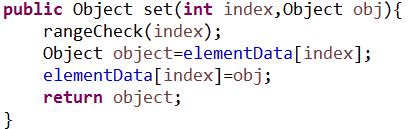 public Object set(int index,Object obj){
    rangeCheck(index);
    Object object=elementData[index];
    elementData[index]=obj;
    return object;
}